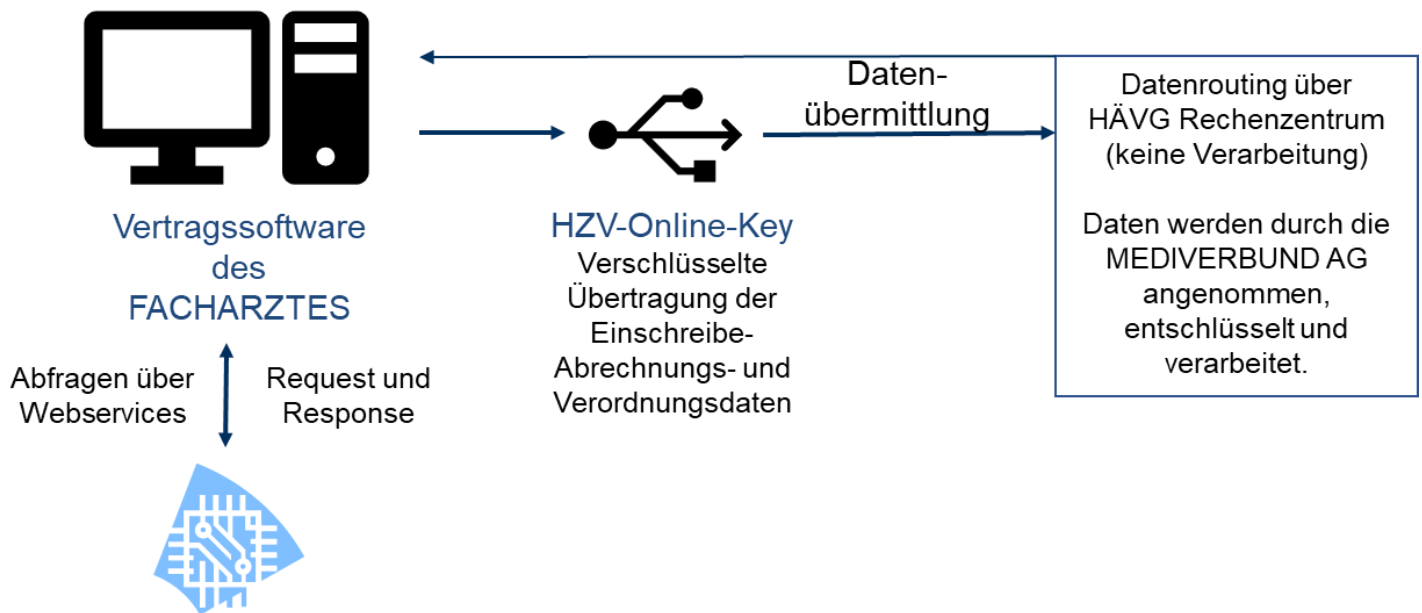 Daten-
übermittlung
Datenrouting über
HÄVG Rechenzentrum
(keine Verarbeitung)
Daten werden durch die
MEDIVERBUND AG
angenommen,
entschlüsselt und
verarbeitet.
Vertragssoftware
des
FACHARZTES
HZV-Online-Key
Verschlüsselte
Übertragung der
Einschreibe-
Abrechnungs- und
Verordnungsdaten
Abfragen über
Webservices
Request und
Response